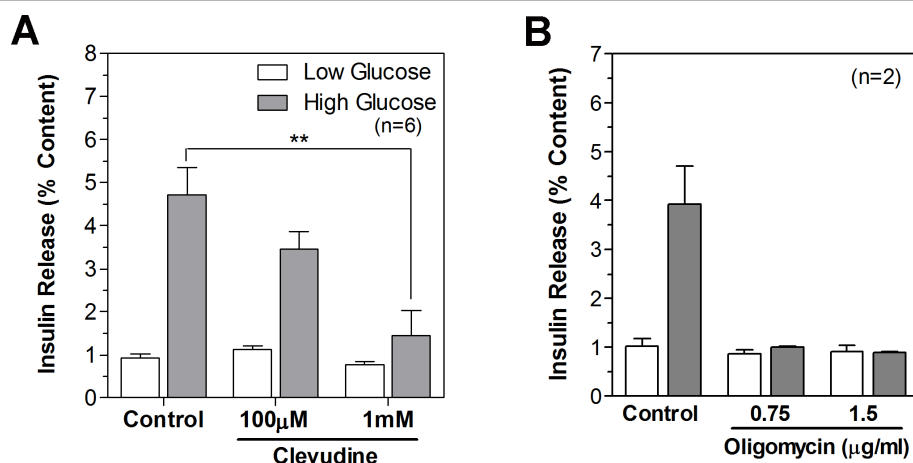 A
Insulin Release (% Content)
8
7
6
5
4
3
2
1
0
Low Glucose
High Glucose
(n=6)
**
Control
100μM
1mM
Clevudine
B
Insulin Release (% Content)
7
6
5
4
3
2
1
0
(n=2)
Control
0.75
1.5
Oligomycin (μg/ml)